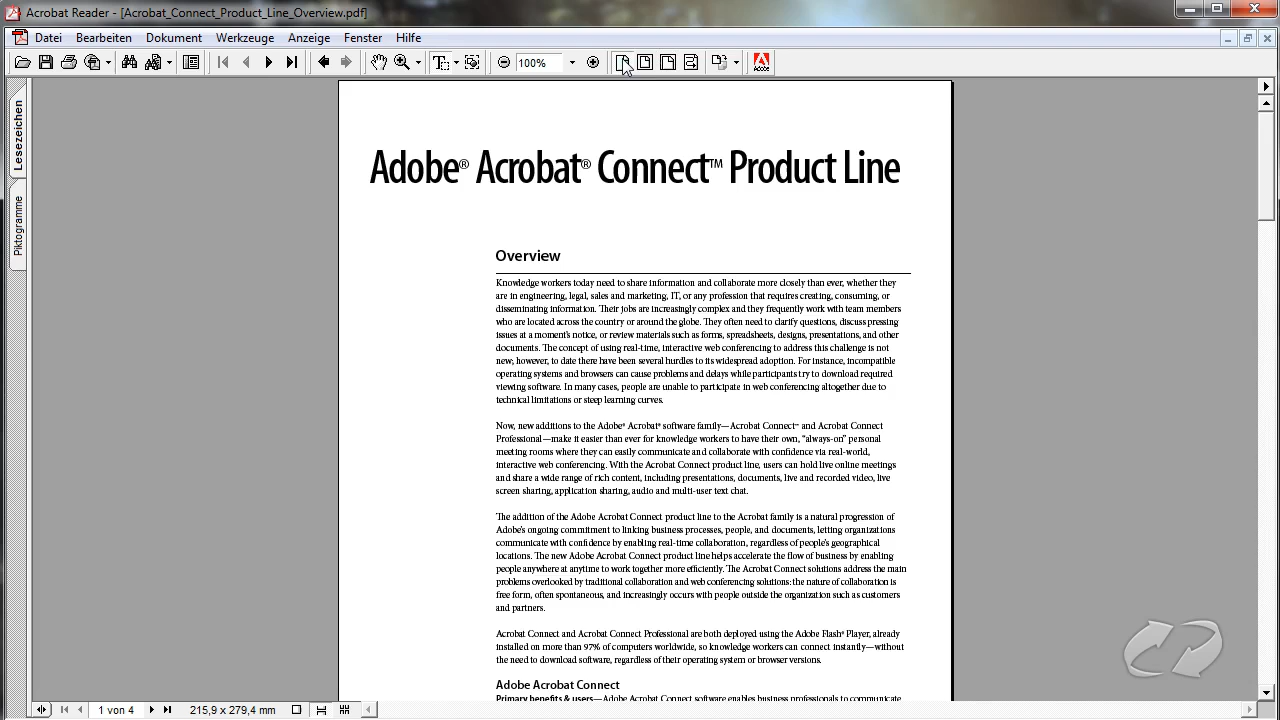 Acrobat Reader - [Acrobat_Connect_Product_Line_Overview.pdf]
Datei Bearbeiten Dokument Werkzeuge Anzeige Fenster Hilfe
100%
Adobe
Lesezeichen
Piktogramme
Adobe® Acrobat® Connect™ Product Line
Overview
Knowledge workers today need to share information and collaborate more closely than ever, whether they
are in engineering, legal, sales and marketing, IT, or any profession that requires creating, consuming, or
disseminating information. Their jobs are increasingly complex and they frequently work with team members
who are located across the country or around the globe. They often need to clarify questions, discuss pressing
issues at a moment's notice, or review materials such as forms, spreadsheets, designs, presentations, and other
documents. The concept of using real-time, interactive web conferencing to address this challenge is not
new; however, to date there have been several hurdles to its widespread adoption. For instance, incompatible
operating systems and browsers can cause problems and delays while participants try to download required
viewing software. In many cases, people are unable to participate in web conferencing altogether due to
technical limitations or steep learning curves.
Now, new additions to the Adobe® Acrobat® software family—Acrobat Connect™ and Acrobat Connect
Professional—make it easier than ever for knowledge workers to have their own, "always-on" personal
meeting rooms where they can easily communicate and collaborate with confidence via real-world,
interactive web conferencing. With the Acrobat Connect product line, users can hold live online meetings
and share a wide range of rich content, including presentations, documents, live and recorded video, live
screen sharing, application sharing, audio and multi-user text chat.
The addition of the Adobe Acrobat Connect product line to the Acrobat family is a natural progression of
Adobe's ongoing commitment to linking business processes, people, and documents, letting organizations
communicate with confidence by enabling real-time collaboration, regardless of people's geographical
locations. The new Adobe Acrobat Connect product line helps accelerate the flow of business by enabling
people anywhere at anytime to work together more efficiently. The Acrobat Connect solutions address the main
problems overlooked by traditional collaboration and web conferencing solutions: the nature of collaboration is
free form, often spontaneous, and increasingly occurs with people outside the organization such as customers
and partners.
Acrobat Connect and Acrobat Connect Professional are both deployed using the Adobe Flash® Player, already
installed on more than 97% of computers worldwide, so knowledge workers can connect instantly—without
the need to download software, regardless of their operating system or browser versions.
Adobe Acrobat Connect
Primary benefits & users—Adobe Acrobat Connect software enables business professionals to communicate
1 von 4
215,9 x 279,4 mm